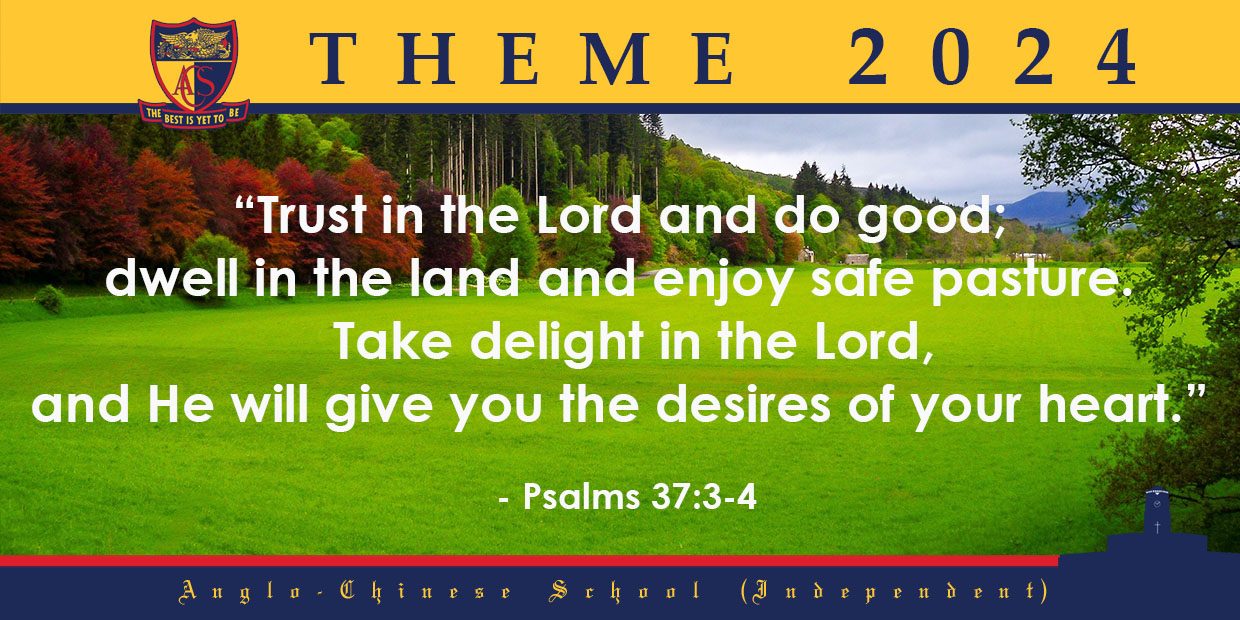 THEME 2024
ACS
THE BEST IS YET TO BE
“Trust in the Lord and do good;
dwell in the land and enjoy safe pasture.
Take delight in the Lord,
and He will give you the desires of your heart.”
- Psalms 37:3-4
Anglo-Chinese School (Independent)